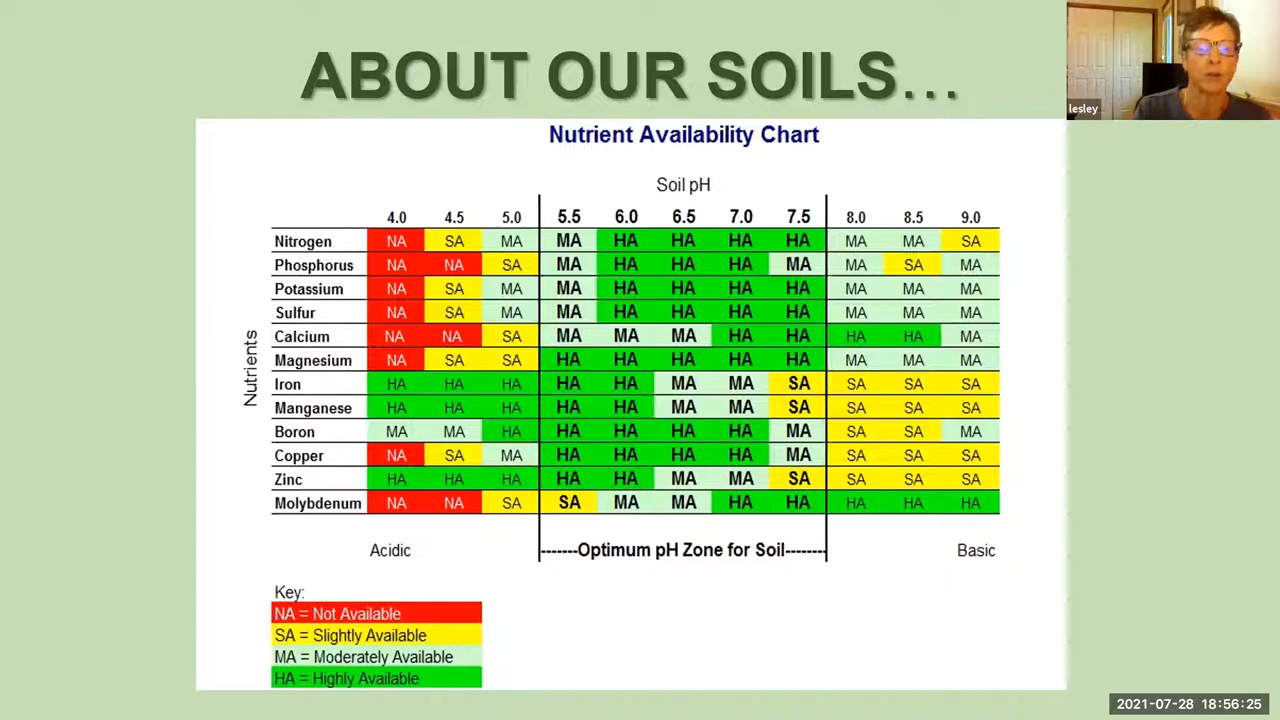 ABOUT OUR SOILS...
lesley
Nutrient Availability Chart
Soil pH
4.0 4.5 5.0 5.5 6.0 6.5 7.0 7.5 8.0 8.5 9.0
Nutrients
Nitrogen NA SA MA MA HA HA HA HA MA MA SA
Phosphorus NA NA SA MA HA HA HA MA MA SA MA
Potassium NA SA MA MA HA HA HA HA MA MA MA
Sulfur NA SA MA MA HA HA HA HA MA MA MA
Calcium NA NA SA MA MA MA HA HA HA HA MA
Magnesium NA SA SA HA HA HA HA HA MA MA MA
Iron HA HA HA HA HA MA MA SA SA SA SA
Manganese HA HA HA HA HA MA MA SA SA SA SA
Boron MA MA HA HA HA HA HA MA SA SA MA
Copper NA SA MA HA HA HA HA MA SA SA SA
Zinc HA HA HA HA HA MA MA SA SA SA SA
Molybdenum NA NA SA SA MA MA HA HA HA HA HA
Acidic -------Optimum pH Zone for Soil------- Basic
Key:
NA = Not Available
SA = Slightly Available
MA = Moderately Available
HA = Highly Available
2021-07-28 18:56:25